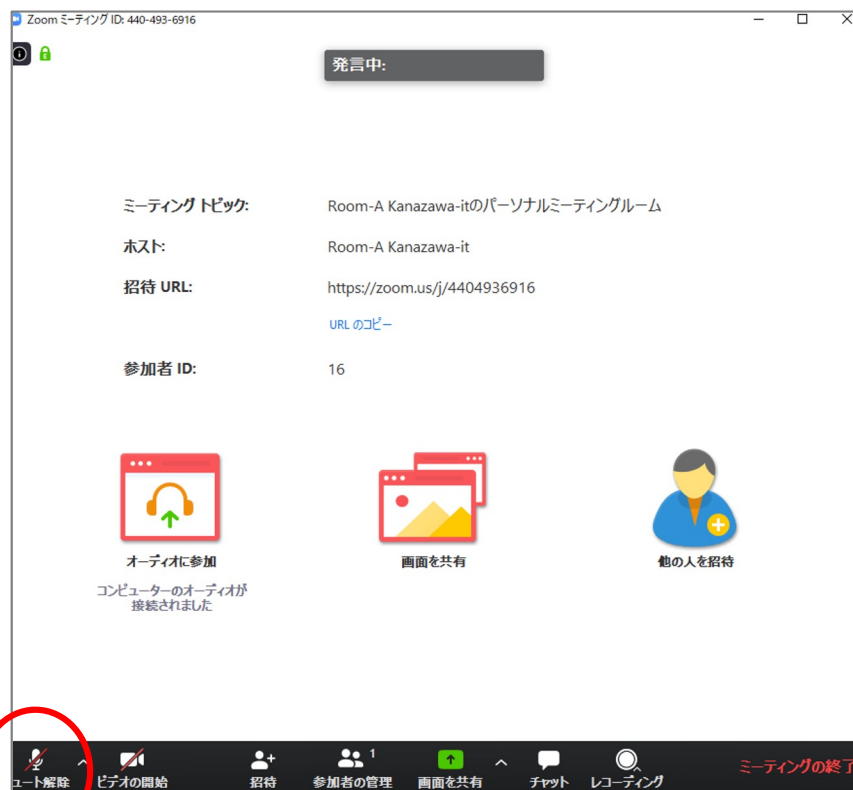 Zoom ミーティング ID: 440-493-6916
発言中:
ミーティング トピック: Room-A Kanazawa-itのパーソナルミーティングルーム
ホスト: Room-A Kanazawa-it
招待 URL: https://zoom.us/j/4404936916
URL のコピー
参加者 ID: 16
オーディオに参加 画面を共有 他の人を招待
コンピューターのオーディオが
接続されました
1
ュート解除 ビデオの開始 招待 参加者の管理 画面を共有 チャット レコーディング ミーティングの終了